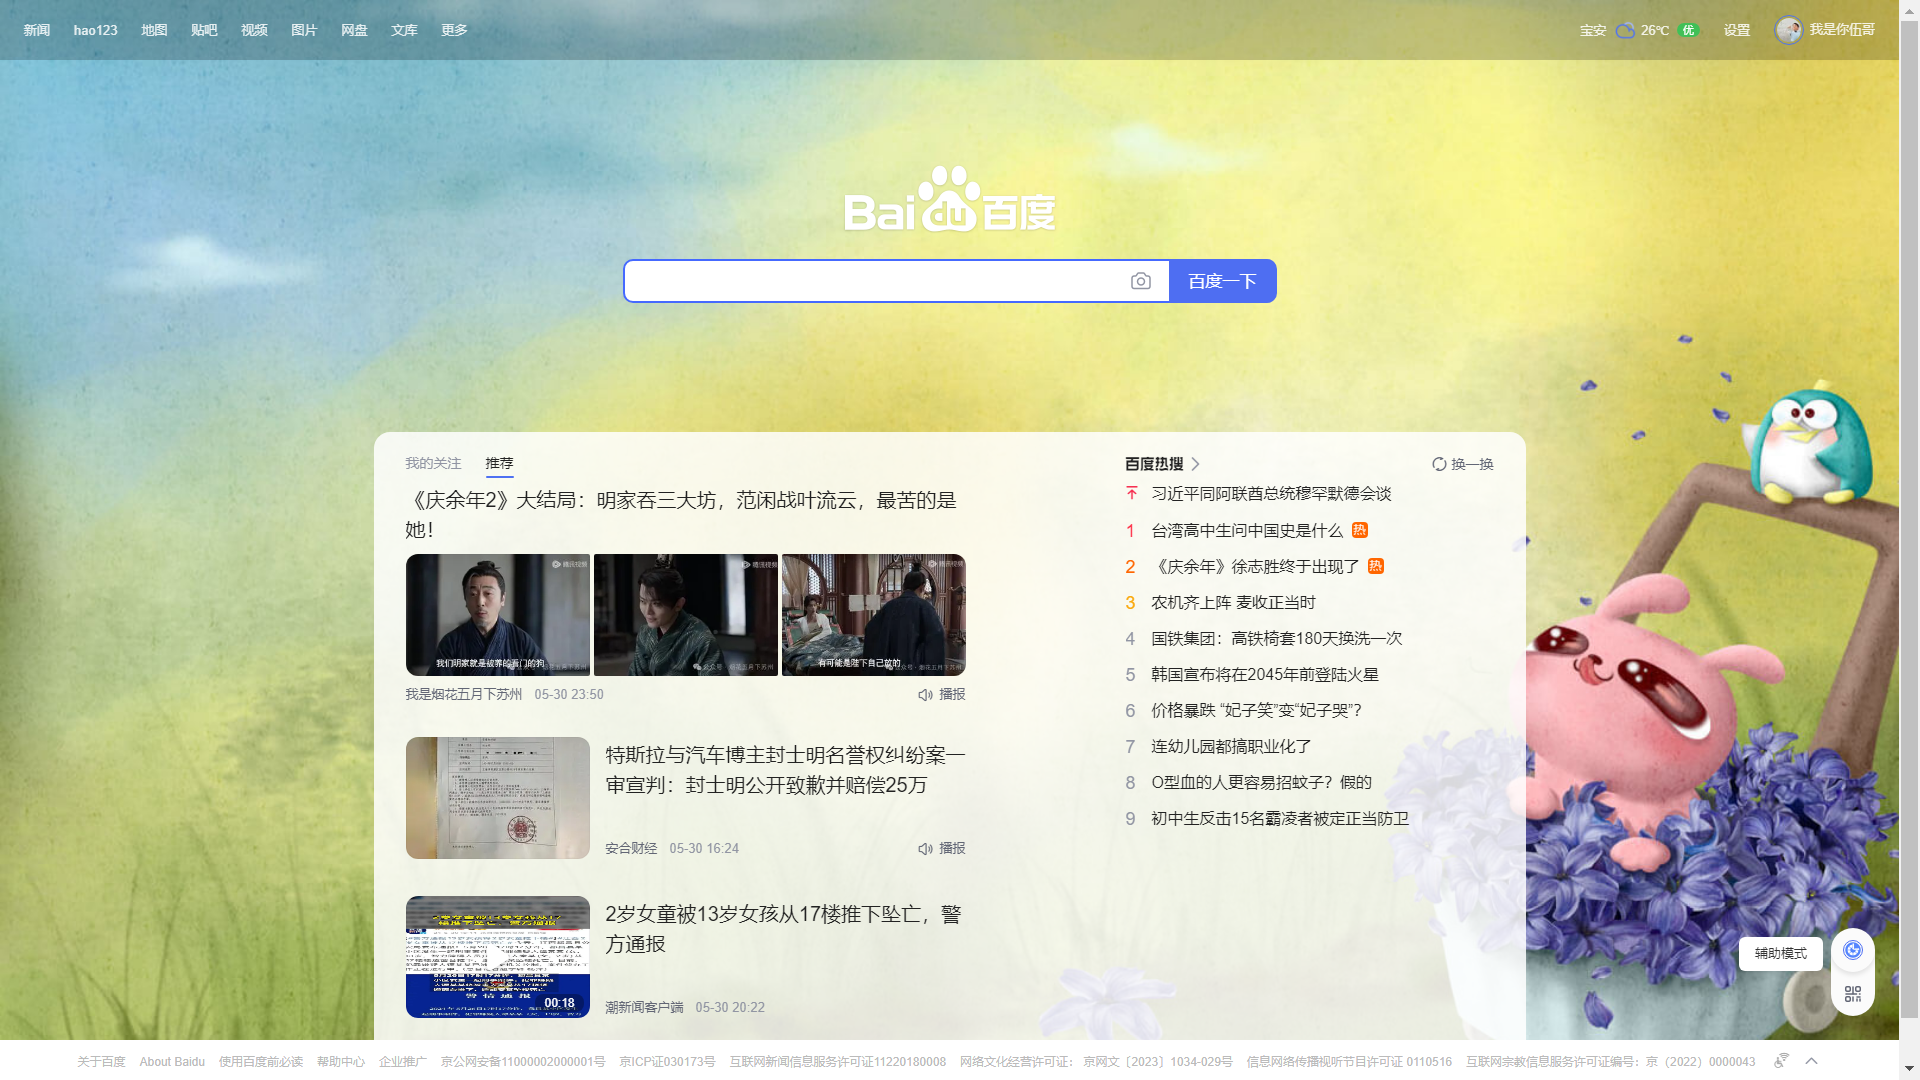 新闻 hao123 地图 贴吧 视频 图片 网盘 文库 更多 宝安 26℃ 优 设置 我是你伍哥
Bai du 百度
百度一下
我的关注 推荐
《庆余年2》大结局：明家吞三大坊，范闲战叶流云，最苦的是
她！
腾讯视频 腾讯视频 腾讯视频
我们明家就是被养的看门的狗
有可能是陛下自己放的
我是烟花五月下苏州 05-30 23:50 播报
特斯拉与汽车博主封士明名誉权纠纷案一
审宣判：封士明公开致歉并赔偿25万
安合财经 05-30 16:24 播报
2岁女童被13岁女孩从17楼推下坠亡，警
方通报
警情通报
00:18
潮新闻客户端 05-30 20:22
百度热搜 换一换
习近平同阿联酋总统穆罕默德会谈
1 台湾高中生问中国史是什么 热
2 《庆余年》徐志胜终于出现了 热
3 农机齐上阵 麦收正当时
4 国铁集团：高铁椅套180天换洗一次
5 韩国宣布将在2045年前登陆火星
6 价格暴跌 “妃子笑”变“妃子哭”？
7 连幼儿园都搞职业化了
8 O型血的人更容易招蚊子？假的
9 初中生反击15名霸凌者被定正当防卫
辅助模式
关于百度 About Baidu 使用百度前必读 帮助中心 企业推广 京公网安备11000002000001号 京ICP证030173号 互联网新闻信息服务许可证11220180008 网络文化经营许可证： 京网文〔2023〕1034-029号 信息网络传播视听节目许可证 0110516 互联网宗教信息服务许可证编号：京（2022）0000043